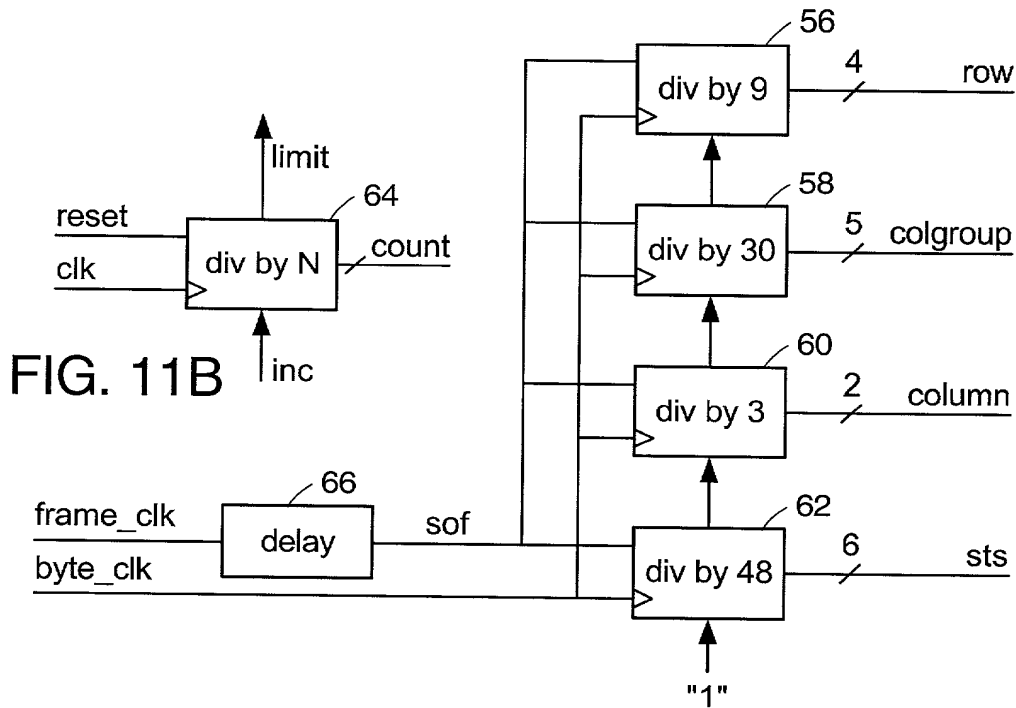 56
div by 9
4
row
limit
58
64
reset
div by N
count
clk
div by 30
5
colgroup
FIG. 11B
inc
60
div by 3
2
column
66
frame_clk
delay
sof
62
byte_clk
div by 48
6
sts
"1"